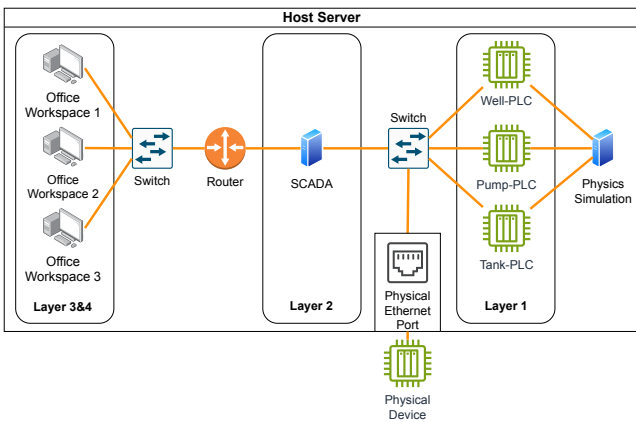 Host Server
Office
Workspace 1
Office
Workspace 2
Office
Workspace 3
Layer 3&4
Switch
Router
SCADA
Layer 2
Switch
Physical
Ethernet
Port
Physical
Device
Well-PLC
Pump-PLC
Tank-PLC
Layer 1
Physics
Simulation